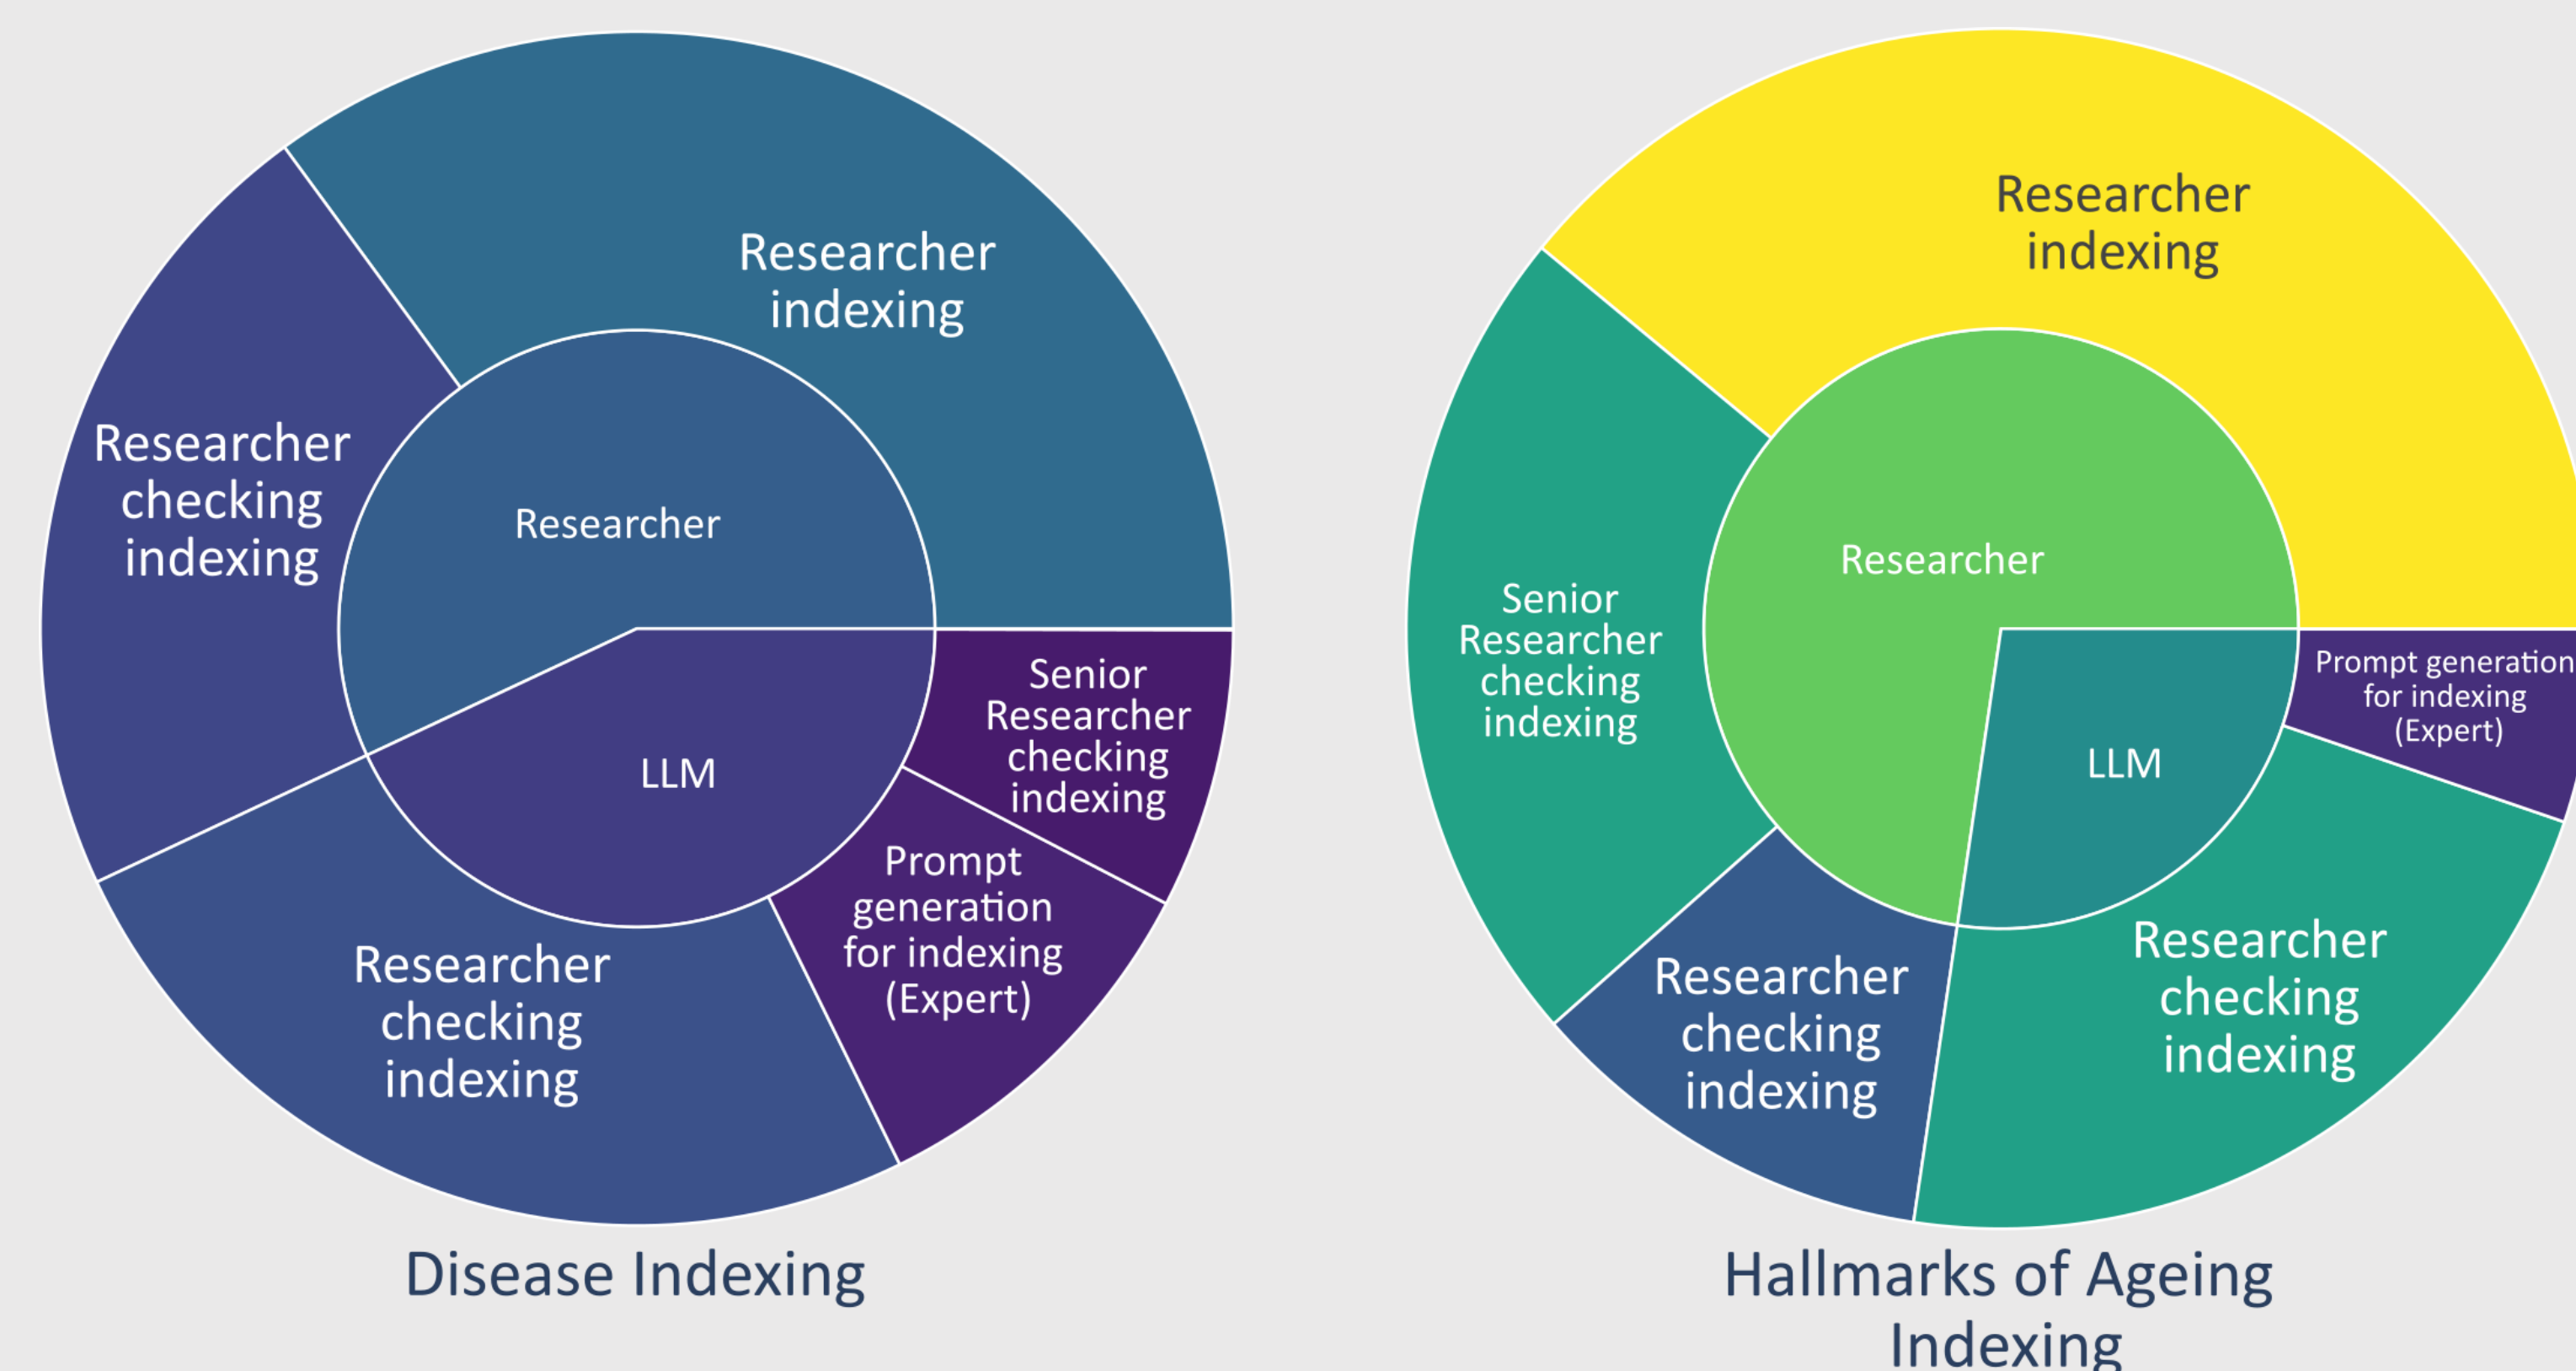 Researcher
indexing
Researcher
checking
indexing
Researcher
LLM
Senior
Researcher
checking
indexing
Prompt
generation
for indexing
(Expert)
Researcher
checking
indexing
Disease Indexing
Researcher
indexing
Researcher
Senior
Researcher
checking
indexing
Prompt generation
for indexing
(Expert)
LLM
Researcher
checking
indexing
Researcher
checking
indexing
Hallmarks of Ageing
Indexing